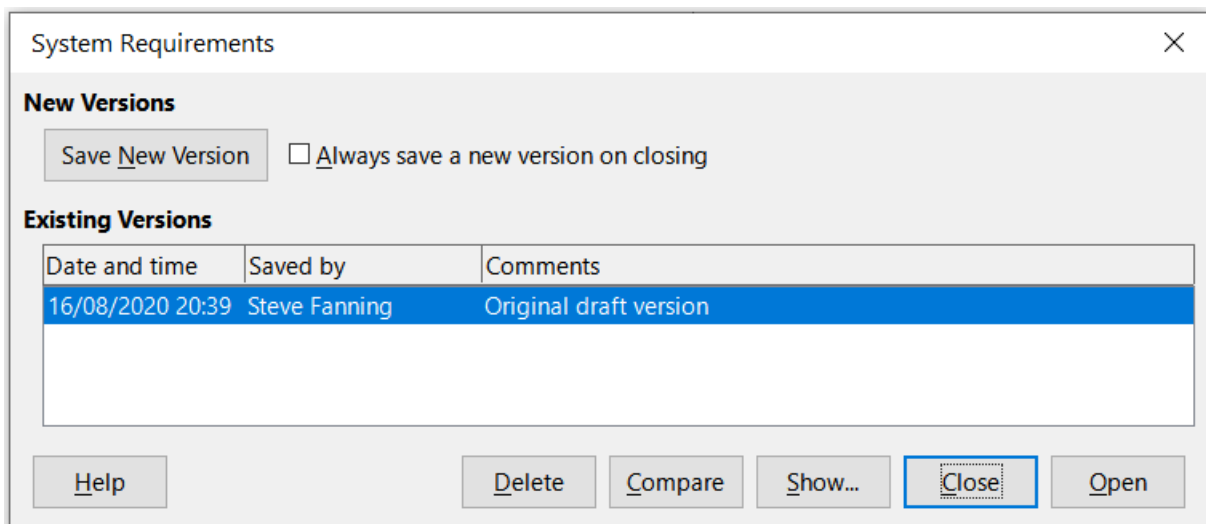 System Requirements
New Versions
Save New Version Always save a new version on closing
Existing Versions
Date and time Saved by Comments
16/08/2020 20:39 Steve Fanning Original draft version
Help Delete Compare Show... Close Open